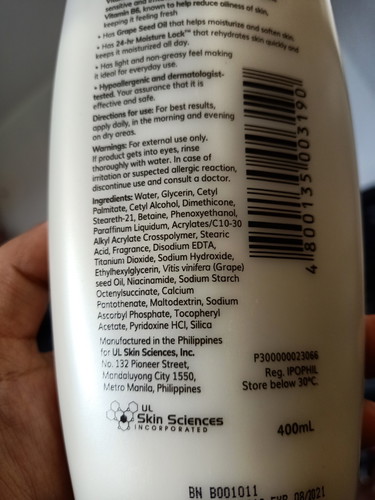 sensitive and
Vitamin B6, known to help reduce oiliness of skin,
keeping it feeling fresh
• Has Grape Seed Oil that helps moisturize and soften skin
• Has 24-hr Moisture Lock™ that rehydrates skin quickly and
keeps it moisturized all day.
• Has light and non-greasy feel making
it ideal for everyday use.
• Hypoallergenic and dermatologist-
tested. Your assurance that it is
effective and safe.
Directions for use: For best results,
apply daily, in the morning and evening
on dry areas.
Warnings: For external use only.
If product gets into eyes, rinse
thoroughly with water. In case of
irritation or suspected allergic reaction,
discontinue use and consult a doctor.
Ingredients: Water, Glycerin, Cetyl
Palmitate, Cetyl Alcohol, Dimethicone,
Steareth-21, Betaine, Phenoxyethanol,
Paraffinum Liquidum, Acrylates/C10-30
Alkyl Acrylate Crosspolymer, Stearic
Acid, Fragrance, Disodium EDTA,
Titanium Dioxide, Sodium Hydroxide,
Ethylhexylglycerin, Vitis vinifera (Grape)
seed Oil, Niacinamide, Sodium Starch
Octenylsuccinate, Calcium
Pantothenate, Maltodextrin, Sodium
Ascorbyl Phosphate, Tocopheryl
Acetate, Pyridoxine HCl, Silica
Manufactured in the Philippines
for UL Skin Sciences, Inc.
No. 132 Pioneer Street,
Mandaluyong City 1550,
Metro Manila, Philippines
4 800135 003190
P300000023066
Reg. IPOPHIL
Store below 30°C.
UL
Skin Sciences
INCORPORATED
400mL
BN B001011
EXP 08/2021